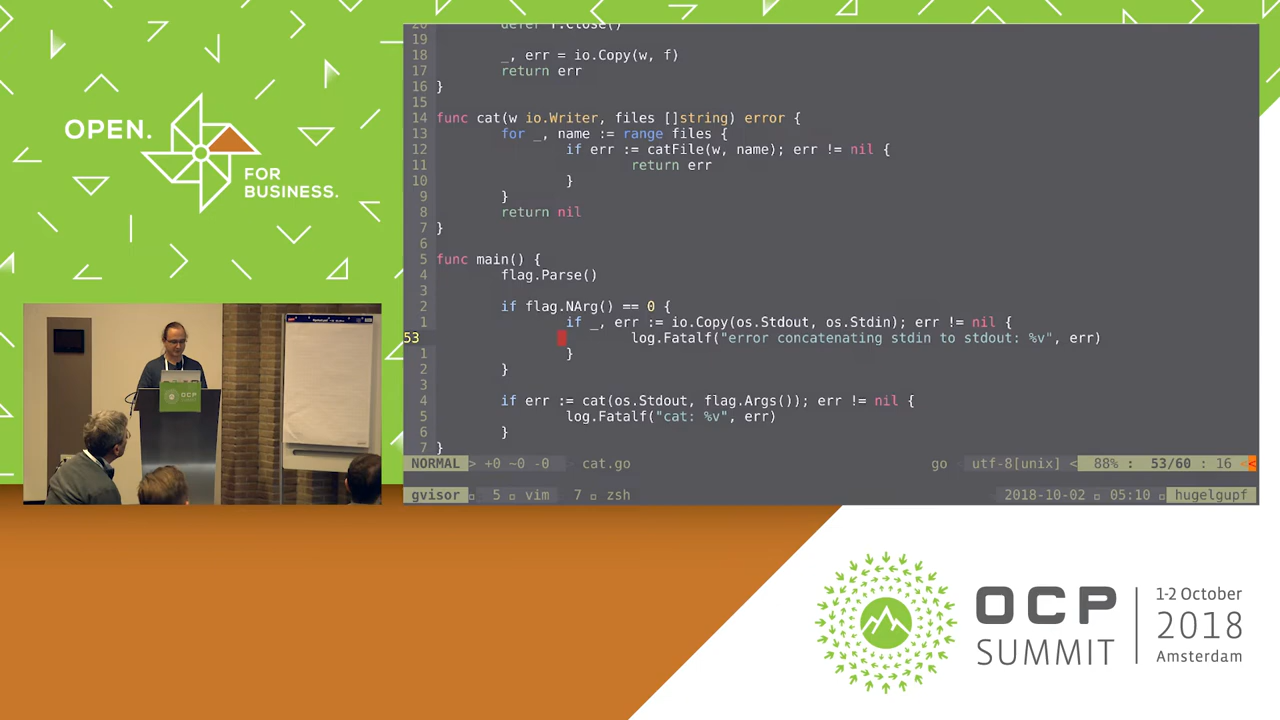 OPEN.
FOR
BUSINESS.
OCP
20 defer f.Close()
19
18 _, err = io.Copy(w, f)
17 return err
16 }
15
14 func cat(w io.Writer, files []string) error {
13 for _, name := range files {
12 if err := catFile(w, name); err != nil {
11 return err
10 }
9 }
8 return nil
7 }
6
5 func main() {
4 flag.Parse()
3
2 if flag.NArg() == 0 {
1 if _, err := io.Copy(os.Stdout, os.Stdin); err != nil {
53 log.Fatalf("error concatenating stdin to stdout: %v", err)
1 }
2 }
3
4 if err := cat(os.Stdout, flag.Args()); err != nil {
5 log.Fatalf("cat: %v", err)
6 }
7 }
NORMAL > +0 ~0 -0 cat.go go utf-8[unix] < 88% : 53/60 : 16 <
gvisor 5 vim 7 zsh 2018-10-02 05:10 hugelgupf
OCP
SUMMIT
1-2 October
2018
Amsterdam